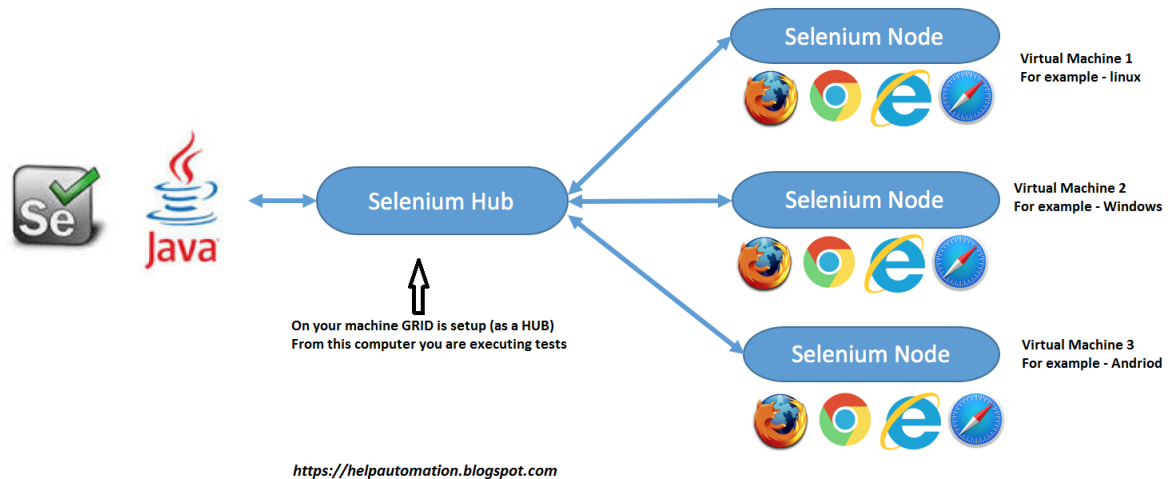 Selenium Node
Virtual Machine 1
For example - linux
Se
Java
Selenium Hub
Selenium Node
Virtual Machine 2
For example - Windows
On your machine GRID is setup (as a HUB)
From this computer you are executing tests
Selenium Node
Virtual Machine 3
For example - Andriod
https://helpautomation.blogspot.com